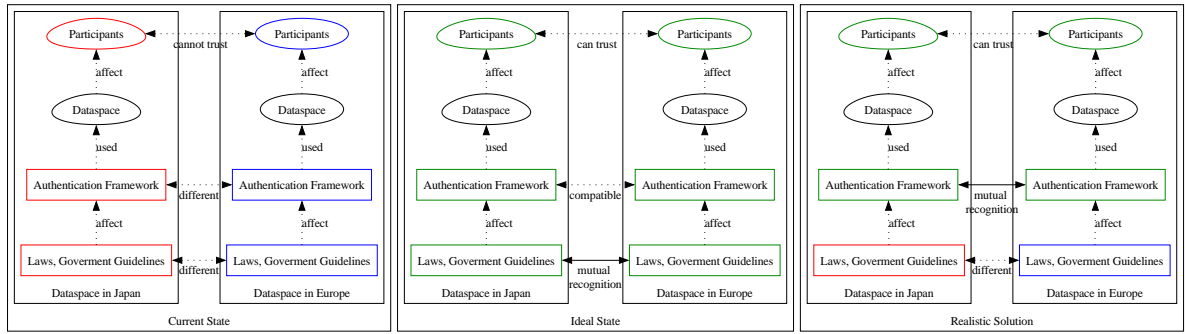 Participants
cannot trust
Participants
affect
affect
Dataspace
Dataspace
used
used
Authentication Framework
different
Authentication Framework
affect
affect
Laws, Goverment Guidelines
different
Laws, Goverment Guidelines
Dataspace in Japan
Dataspace in Europe
Current State
Participants
can trust
Participants
affect
affect
Dataspace
Dataspace
used
used
Authentication Framework
compatible
Authentication Framework
affect
affect
Laws, Goverment Guidelines
mutual
recognition
Laws, Goverment Guidelines
Dataspace in Japan
Dataspace in Europe
Ideal State
Participants
can trust
Participants
affect
affect
Dataspace
Dataspace
used
used
Authentication Framework
mutual
recognition
Authentication Framework
affect
affect
Laws, Goverment Guidelines
different
Laws, Goverment Guidelines
Dataspace in Japan
Dataspace in Europe
Realistic Solution